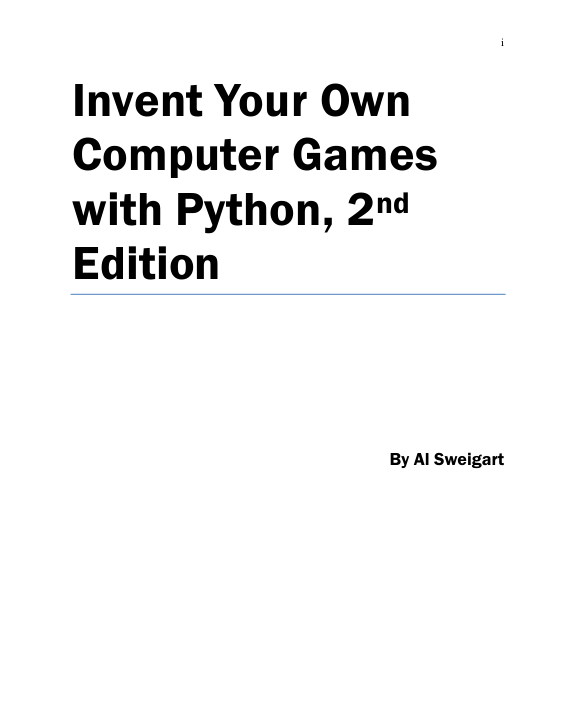 i
Invent Your Own
Computer Games
with Python, 2nd
Edition
By Al Sweigart